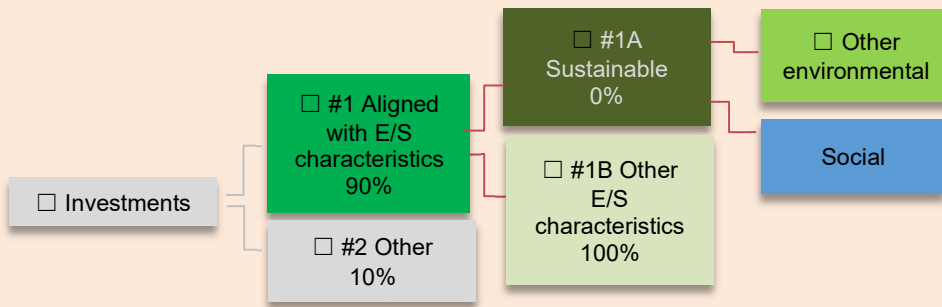 ☐ Investments
☐ #1 Aligned
with E/S
characteristics
90%
☐ #2 Other
10%
☐ #1A
Sustainable
0%
☐ #1B Other
E/S
characteristics
100%
☐ Other
environmental
Social